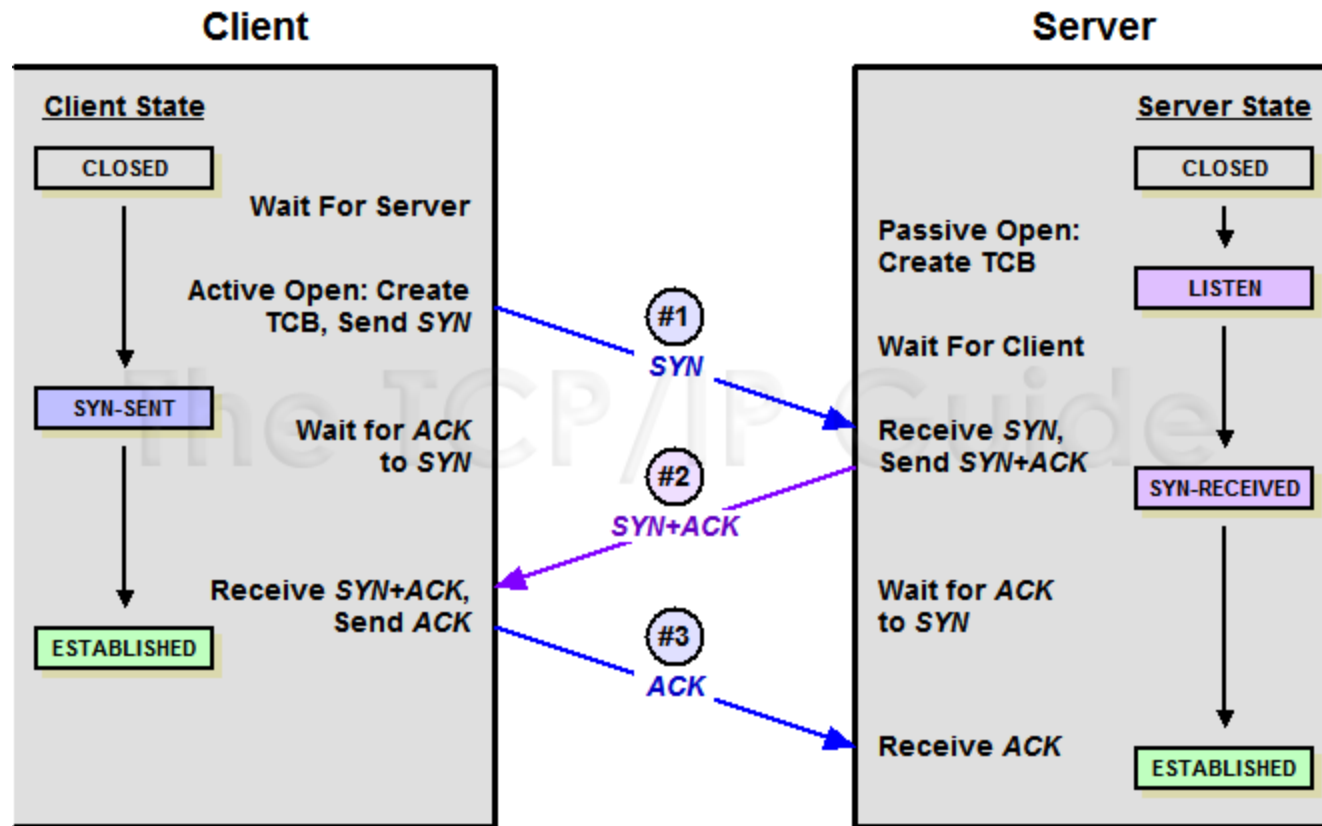 Client
Server
Client State
CLOSED
Wait For Server
Active Open: Create
TCB, Send SYN
SYN-SENT
Wait for ACK
to SYN
Receive SYN+ACK,
Send ACK
ESTABLISHED
#1
SYN
#2
SYN+ACK
#3
ACK
Server State
CLOSED
Passive Open:
Create TCB
LISTEN
Wait For Client
Receive SYN,
Send SYN+ACK
SYN-RECEIVED
Wait for ACK
to SYN
Receive ACK
ESTABLISHED
The TCP/IP Guide